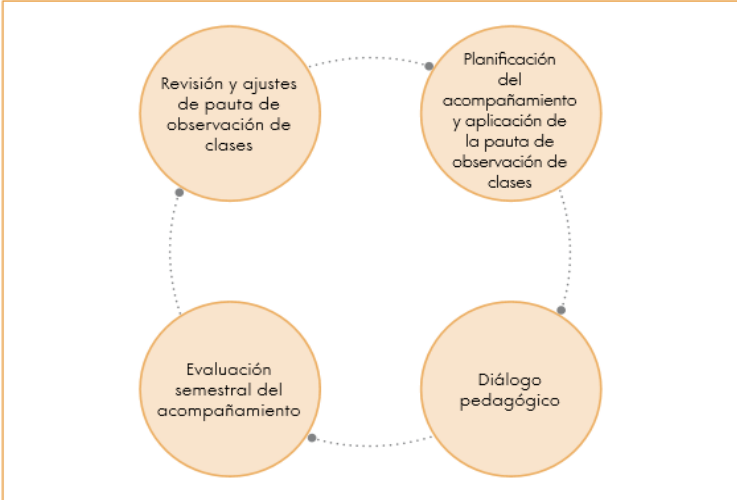 Revisión y ajustes
de pauta de
observación de
clases
Planificación
del
acompañamiento
y aplicación de
la pauta de
observación de
clases
Evaluación
semestral del
acompañamiento
Diálogo
pedagógico